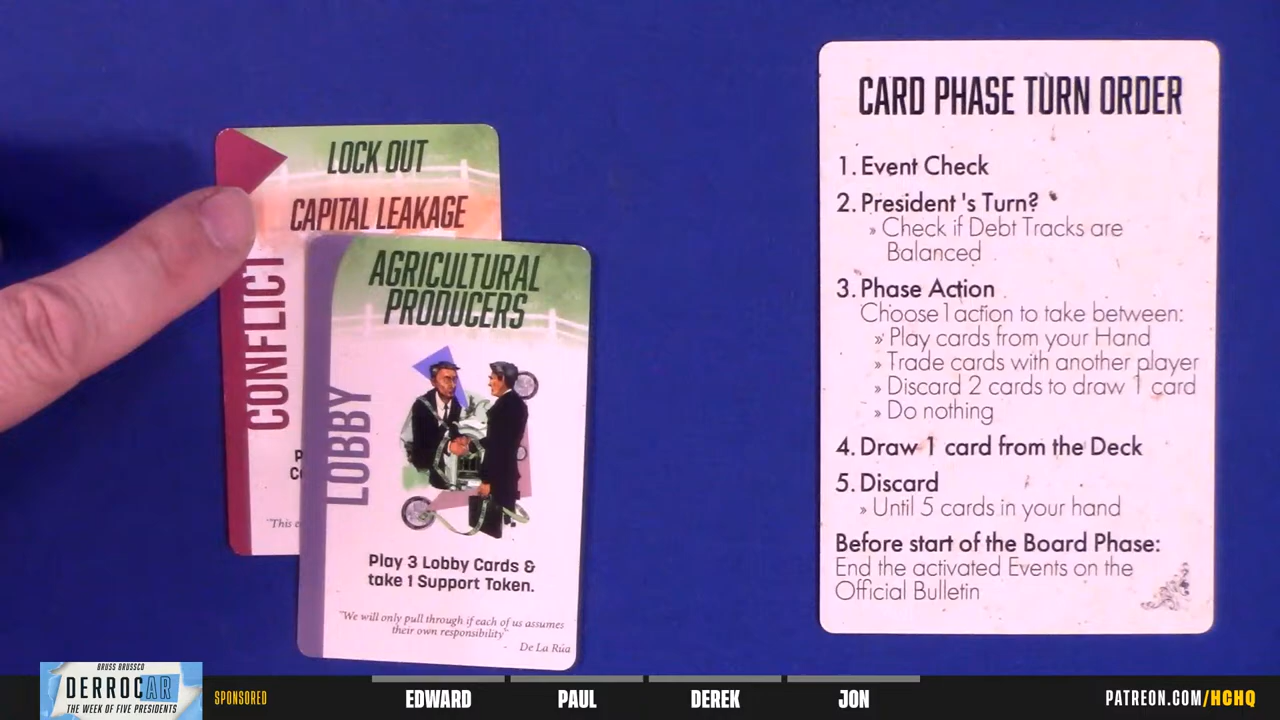 LOCK OUT
CAPITAL LEAKAGE
CONFLICT
"This
AGRICULTURAL
PRODUCERS
LOBBY
Play 3 Lobby Cards &
take 1 Support Token.
"We will only pull through if each of us assumes
their own responsibility"
- De La Rúa
CARD PHASE TURN ORDER
1. Event Check
2. President 's Turn?
» Check if Debt Tracks are
Balanced
3. Phase Action
Choose 1 action to take between:
» Play cards from your Hand
» Trade cards with another player
» Discard 2 cards to draw 1 card
» Do nothing
4. Draw 1 card from the Deck
5. Discard
» Until 5 cards in your hand
Before start of the Board Phase:
End the activated Events on the
Official Bulletin
BRUSS BRUSSCO
DERROCAR
THE WEEK OF FIVE PRESIDENTS
SPONSORED
EDWARD
PAUL
DEREK
JON
PATREON.COM/HCHQ